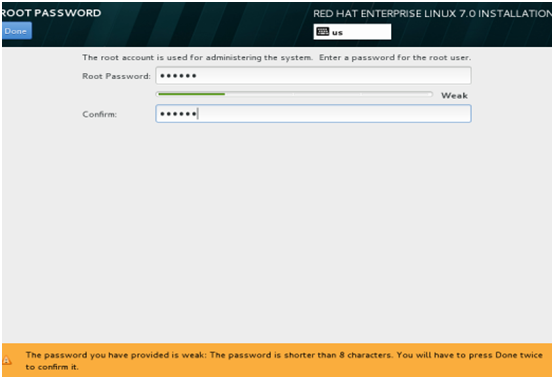 ROOT PASSWORD
RED HAT ENTERPRISE LINUX 7.0 INSTALLATION
Done
us
The root account is used for administering the system. Enter a password for the root user.
Root Password: ••••••
Weak
Confirm: ••••••
The password you have provided is weak: The password is shorter than 8 characters. You will have to press Done twice
to confirm it.